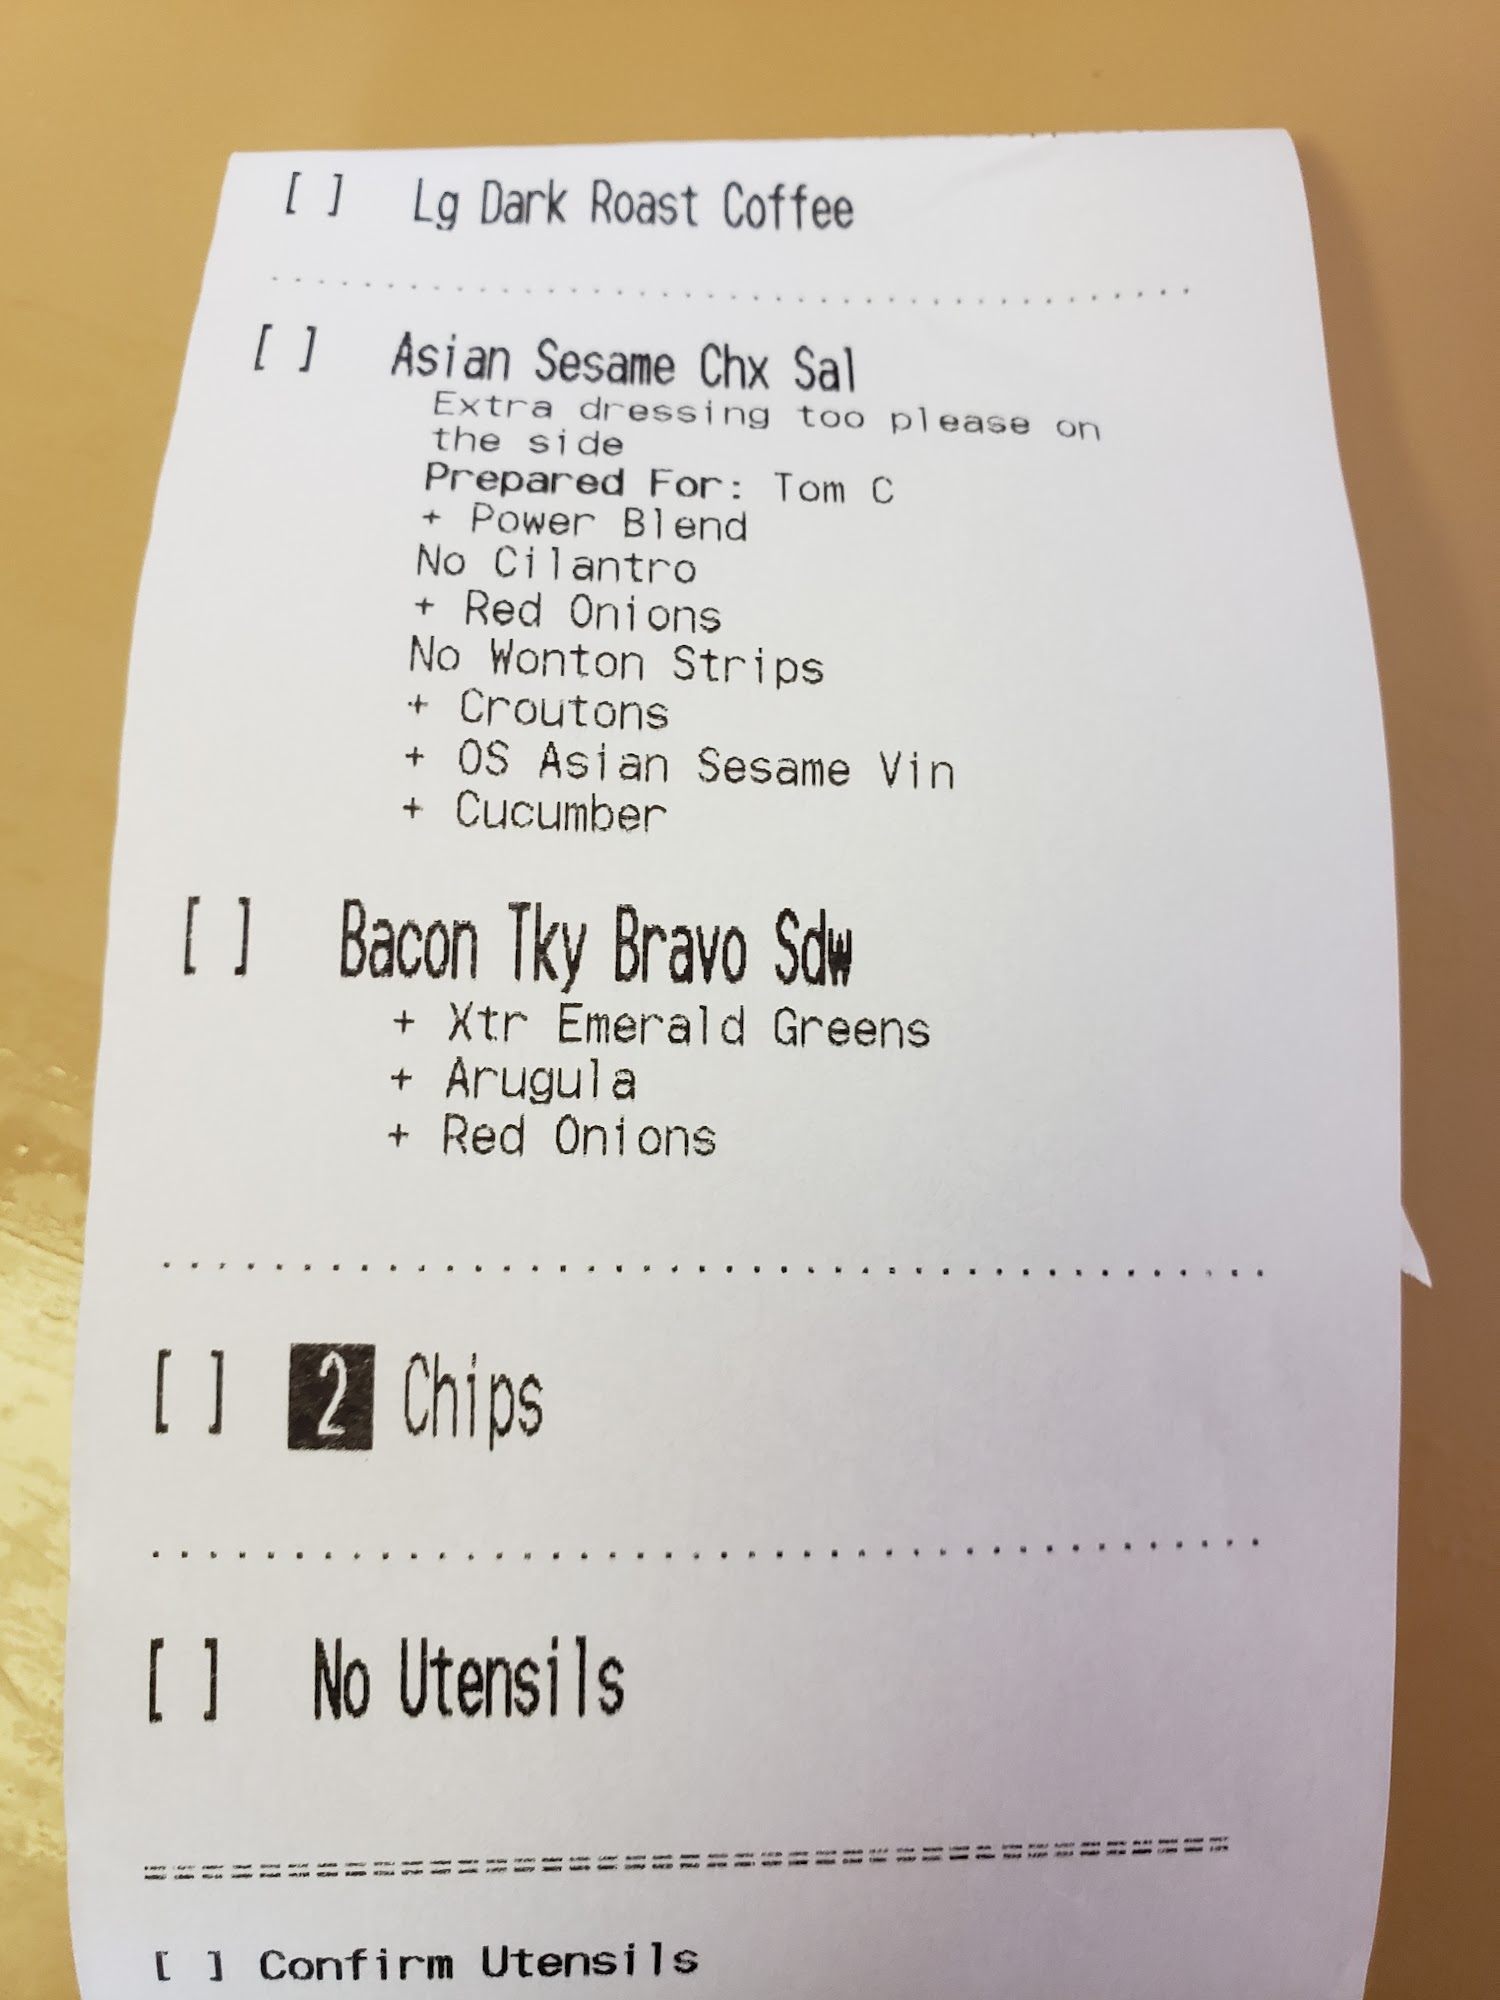 [ ] Lg Dark Roast Coffee
[ ] Asian Sesame Chx Sal
Extra dressing too please on
the side
Prepared For: Tom C
+ Power Blend
No Cilantro
+ Red Onions
No Wonton Strips
+ Croutons
+ OS Asian Sesame Vin
+ Cucumber
[ ] Bacon Tky Bravo Sdw
+ Xtr Emerald Greens
+ Arugula
+ Red Onions
[ ] 2 Chips
[ ] No Utensils
[ ] Confirm Utensils